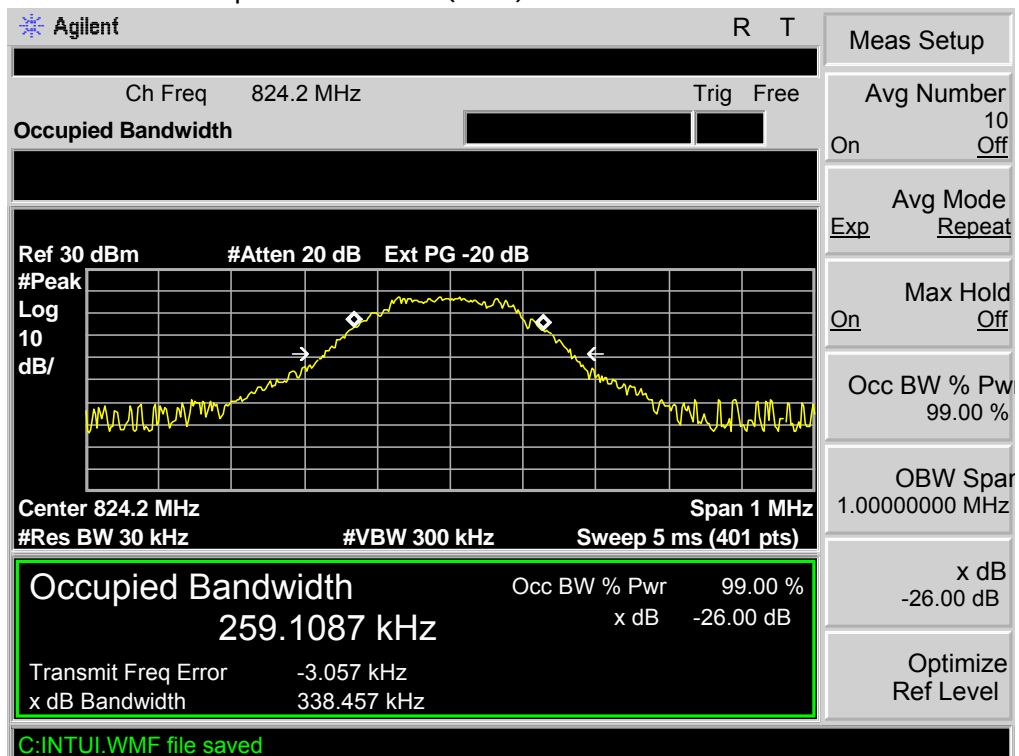 Agilent R T
Ch Freq 824.2 MHz Trig Free
Occupied Bandwidth
Ref 30 dBm #Atten 20 dB Ext PG -20 dB
#Peak
Log
10
dB/
Center 824.2 MHz Span 1 MHz
#Res BW 30 kHz #VBW 300 kHz Sweep 5 ms (401 pts)
Occupied Bandwidth Occ BW % Pwr 99.00 %
259.1087 kHz x dB -26.00 dB
Transmit Freq Error -3.057 kHz
x dB Bandwidth 338.457 kHz
C:INTUI.WMF file saved
Meas Setup
Avg Number
10
On Off
Avg Mode
Exp Repeat
Max Hold
On Off
Occ BW % Pwr
99.00 %
OBW Span
1.00000000 MHz
x dB
-26.00 dB
Optimize
Ref Level